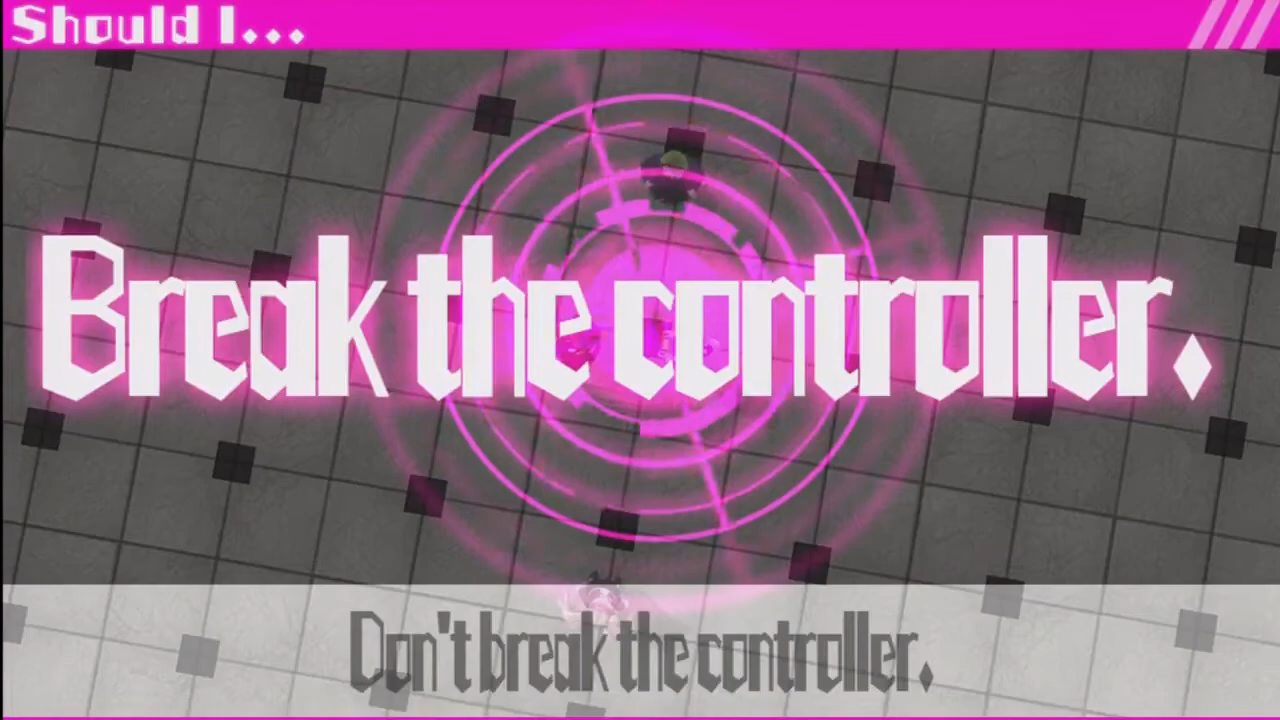 Should I...
Break the controller.
Don't break the controller.